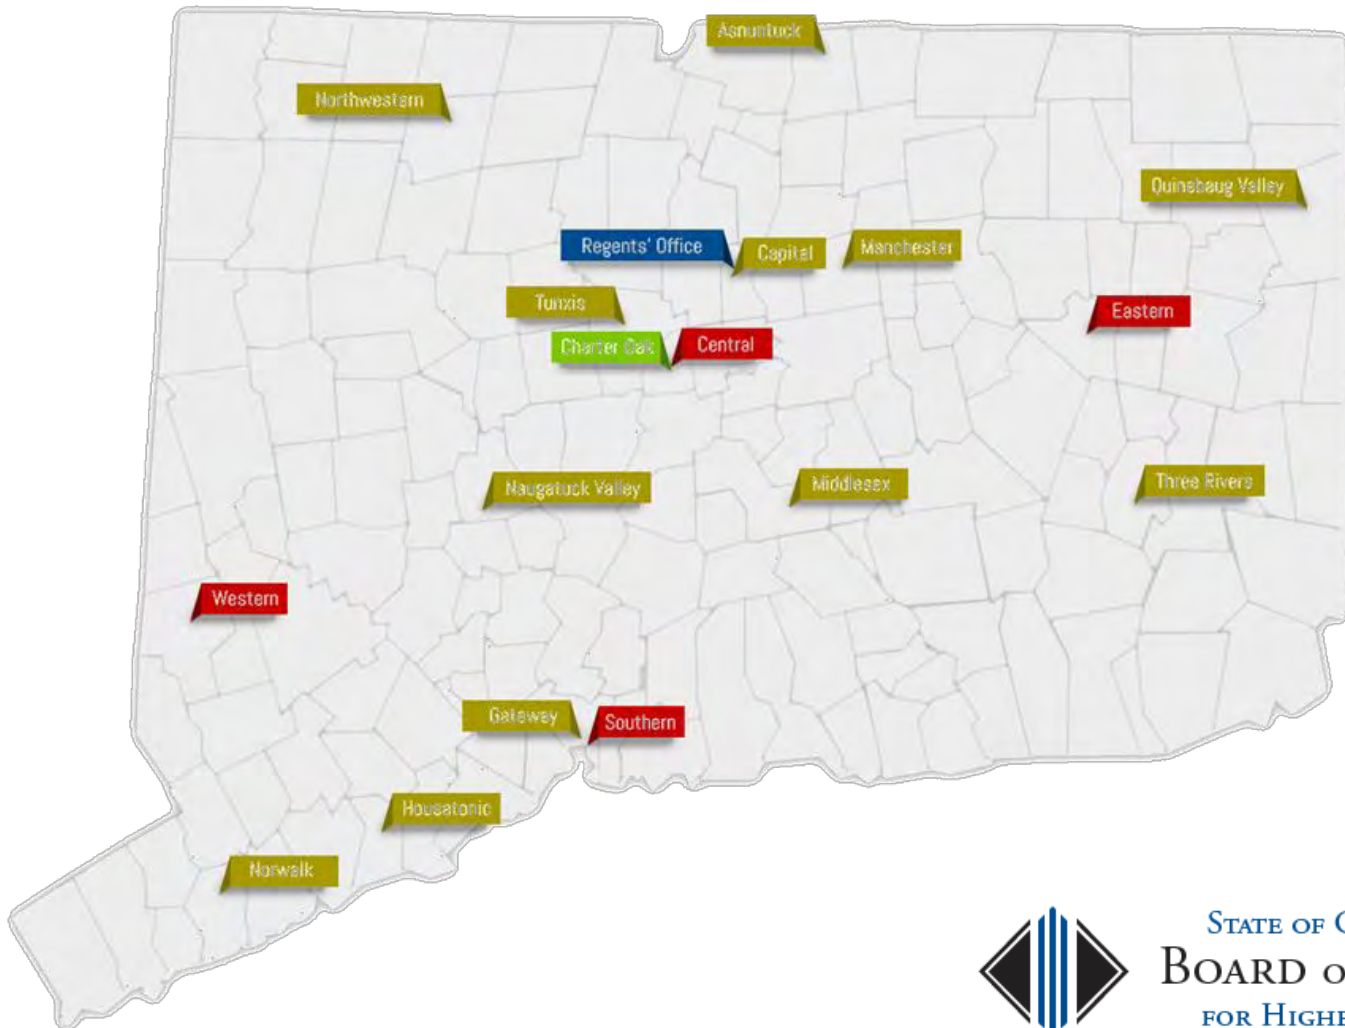 Asnuntuck
Northwestern
Quinebaug Valley
Regents' Office
Capital
Manchester
Tunxis
Eastern
Charter Oak
Central
Naugatuck Valley
Middlesex
Three Rivers
Western
Gateway
Southern
Housatonic
Norwalk
STATE OF C
BOARD O
FOR HIGHE